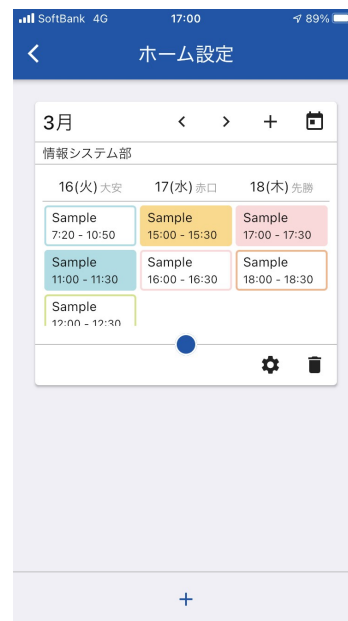 SoftBank 4G 17:00 89%
ホーム設定
3月
情報システム部
16(火) 大安 17(水) 赤口 18(木) 先勝
Sample Sample Sample
7:20 - 10:50 15:00 - 15:30 17:00 - 17:30
Sample Sample Sample
11:00 - 11:30 16:00 - 16:30 18:00 - 18:30
Sample
12:00 - 12:30